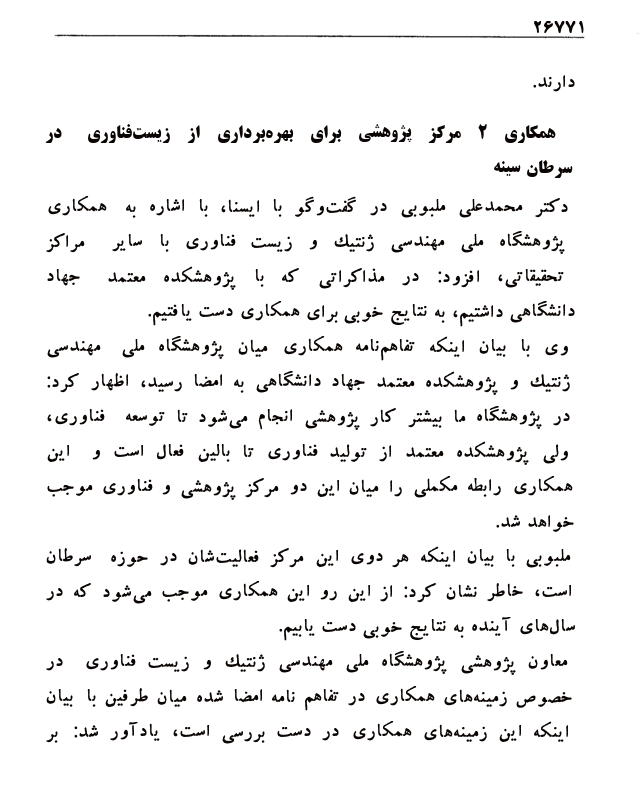 ۲۶۷۷۱
دارند.
همکاری ۲ مرکز پژوهشی برای بهره‌برداری از زیست‌فناوری در
سرطان سینه
دکتر محمدعلی ملبوبی در گفت‌وگو با ایسنا، با اشاره به همکاری
پژوهشگاه ملی مهندسی ژنتیك و زیست فناوری با سایر مراکز
تحقیقاتی، افزود: در مذاکراتی که با پژوهشکده معتمد جهاد
دانشگاهی داشتیم، به نتایج خوبی برای همکاری دست یافتیم.
وی با بیان اینکه تفاهم‌نامه همکاری میان پژوهشگاه ملی مهندسی
ژنتیك و پژوهشکده معتمد جهاد دانشگاهی به امضا رسید، اظهار کرد:
در پژوهشگاه ما بیشتر کار پژوهشی انجام می‌شود تا توسعه فناوری،
ولی پژوهشکده معتمد از تولید فناوری تا بالین فعال است و این
همکاری رابطه مکملی را میان این دو مرکز پژوهشی و فناوری موجب
خواهد شد.
ملبوبی با بیان اینکه هر دوی این مرکز فعالیت‌شان در حوزه سرطان
است، خاطر نشان کرد: از این رو این همکاری موجب می‌شود که در
سال‌های آینده به نتایج خوبی دست یابیم.
معاون پژوهشی پژوهشگاه ملی مهندسی ژنتیك و زیست فناوری در
خصوص زمینه‌های همکاری در تفاهم نامه امضا شده میان طرفین با بیان
اینکه این زمینه‌های همکاری در دست بررسی است، یادآور شد: بر